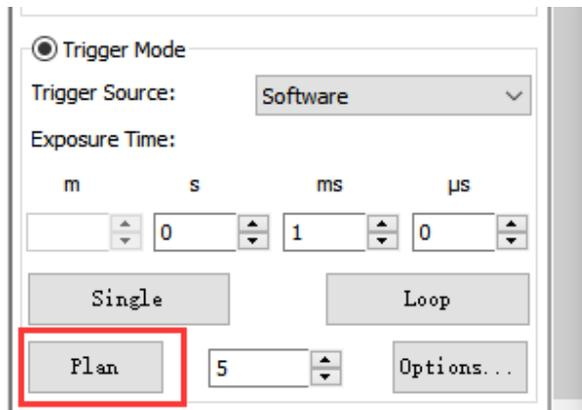 Trigger Mode
Trigger Source: Software
Exposure Time:
m s ms µs
0 1 0
Single Loop
Plan 5 Options...